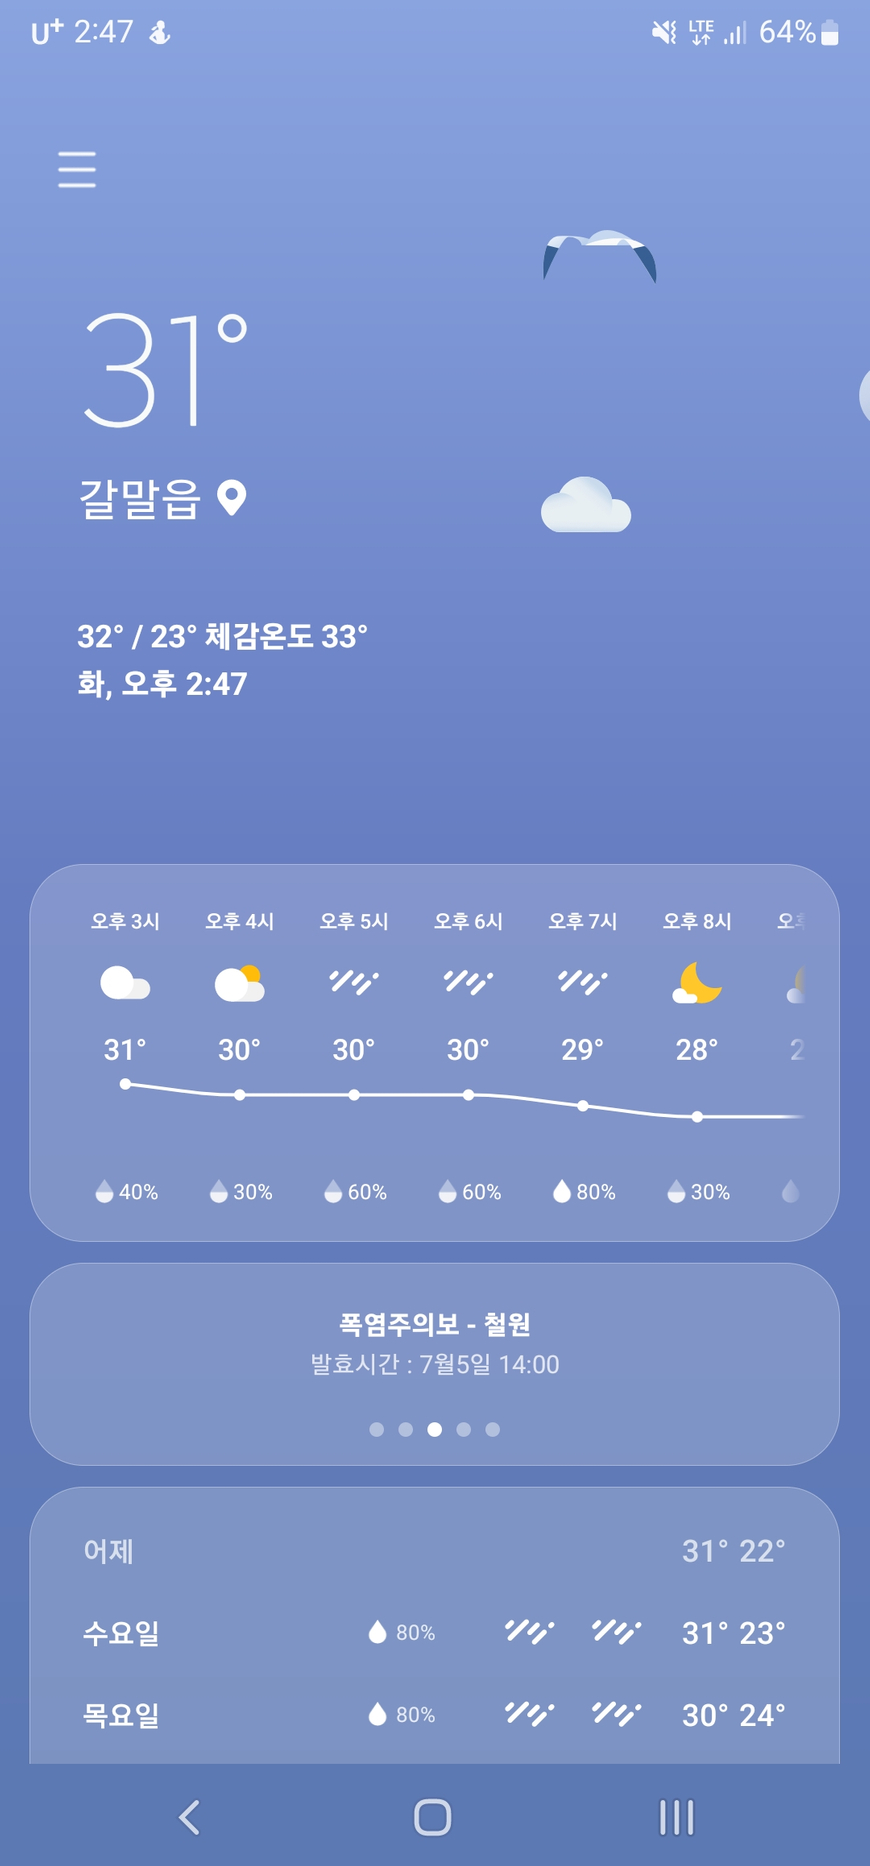 U+ 2:47 LTE 64%
31°
갈말읍
32° / 23° 체감온도 33°
화, 오후 2:47
오후 3시 오후 4시 오후 5시 오후 6시 오후 7시 오후 8시
31° 30° 30° 30° 29° 28°
40% 30% 60% 60% 80% 30%
폭염주의보 - 철원
발효시간 : 7월5일 14:00
어제 31° 22°
수요일 80% 31° 23°
목요일 80% 30° 24°